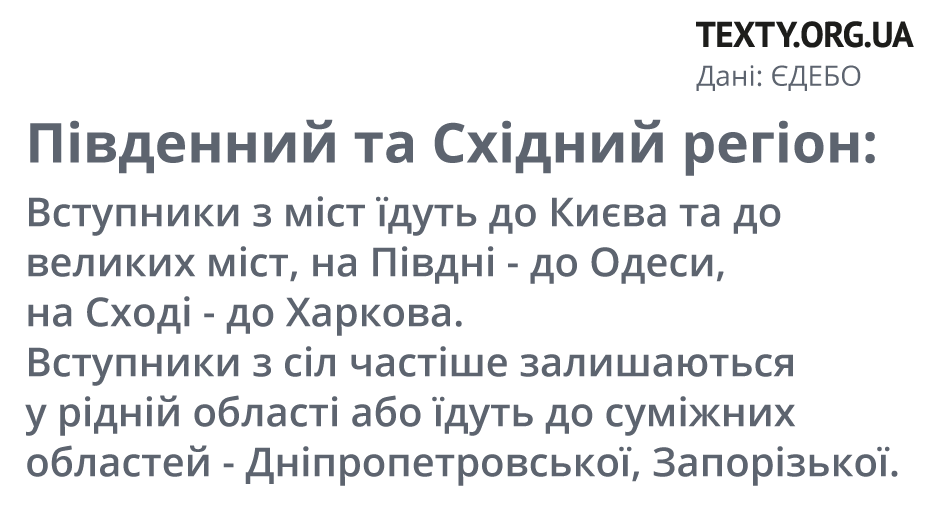 TEXTY.ORG.UA
Дані: ЄДЕБО
Південний та Східний регіон:
Вступники з міст їдуть до Києва та до
великих міст, на Півдні - до Одеси,
на Сході - до Харкова.
Вступники з сіл частіше залишаються
у рідній області або їдуть до суміжних
областей - Дніпропетровської, Запорізької.